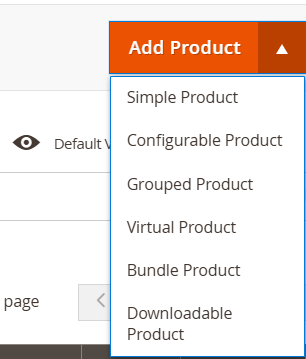 Add Product
Simple Product
Configurable Product
Default
Grouped Product
Virtual Product
Bundle Product
page
Downloadable
Product